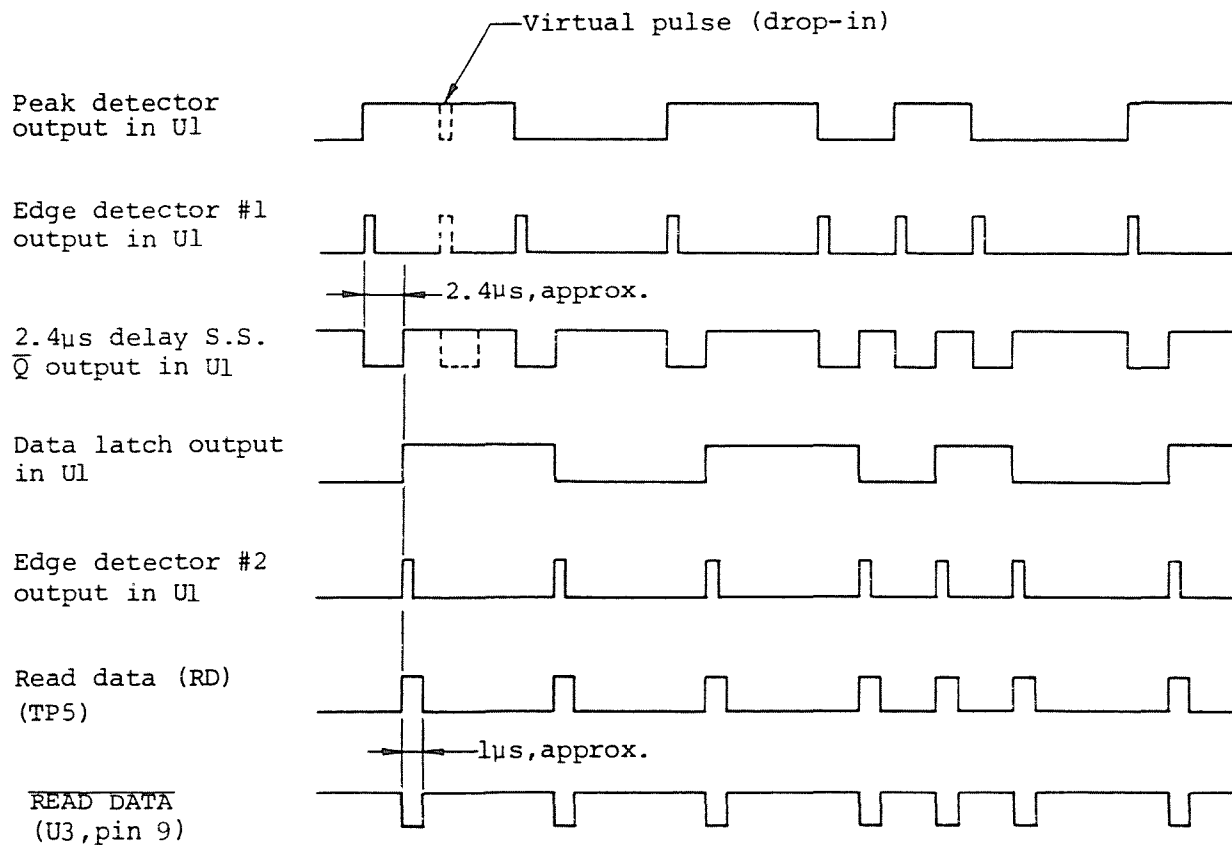 Virtual pulse (drop-in)
Peak detector
output in U1
Edge detector #1
output in U1
2.4µs,approx.
2.4µs delay S.S.
Q̅ output in U1
Data latch output
in U1
Edge detector #2
output in U1
Read data (RD)
(TP5)
1µs,approx.
READ DATA
(U3,pin 9)